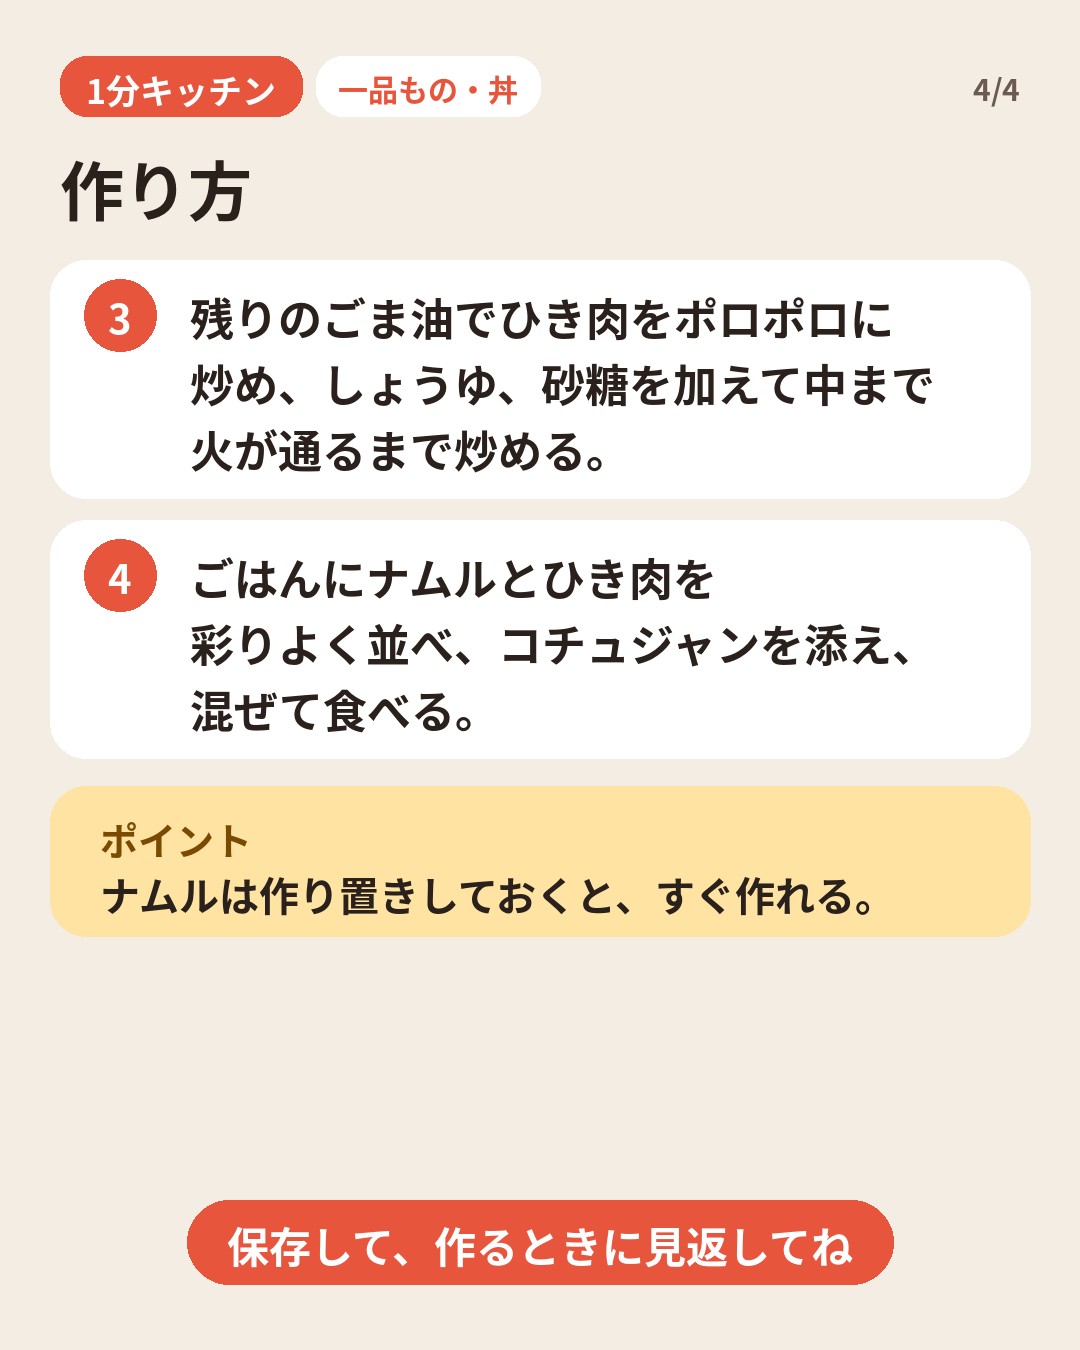 1分キッチン 一品もの・丼 4/4
作り方
3 残りのごま油でひき肉をポロポロに
炒め、しょうゆ、砂糖を加えて中まで
火が通るまで炒める。
4 ごはんにナムルとひき肉を
彩りよく並べ、コチュジャンを添え、
混ぜて食べる。
ポイント
ナムルは作り置きしておくと、すぐ作れる。
保存して、作るときに見返してね